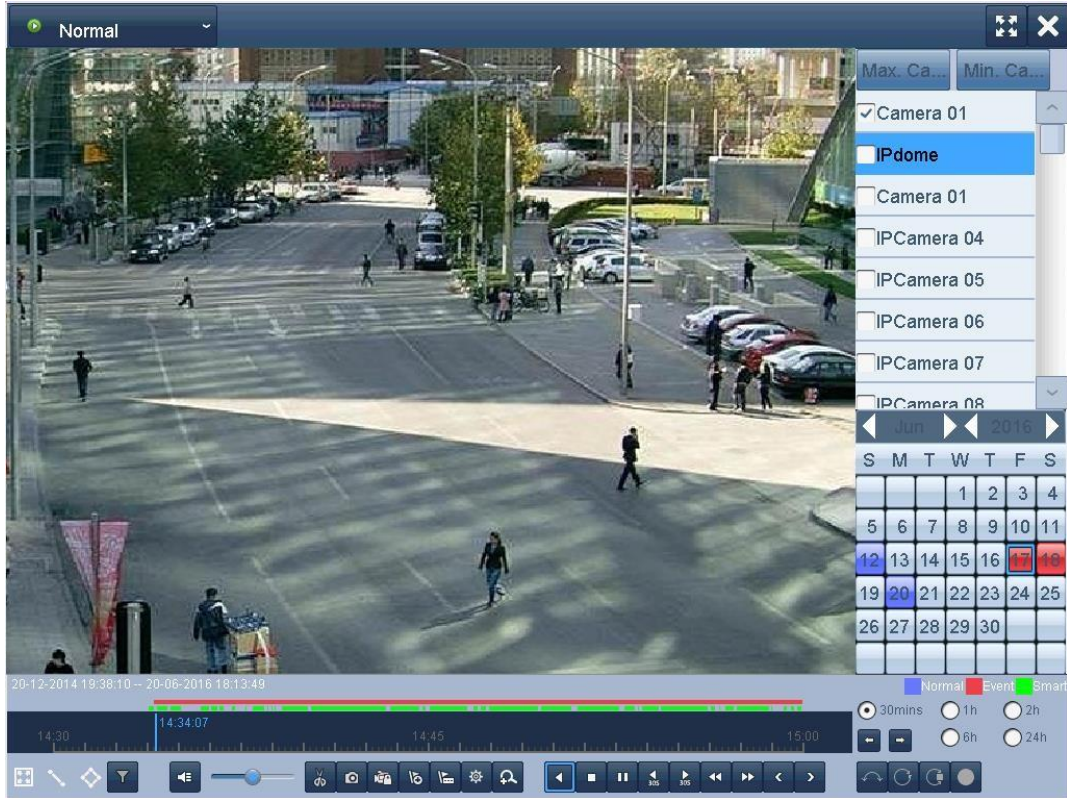 Normal
Max. Ca... Min. Ca...
Camera 01
IPdome
Camera 01
IPCamera 04
IPCamera 05
IPCamera 06
IPCamera 07
IPCamera 08
Jun 2016
S M T W T F S
1 2 3 4
5 6 7 8 9 10 11
12 13 14 15 16 17 18
19 20 21 22 23 24 25
26 27 28 29 30
20-12-2014 19:38:10 -- 20-06-2016 18:13:49
Normal Event Smart
14:34:07
14:30 14:45 15:00
30mins 1h 2h
6h 24h
30S 30S